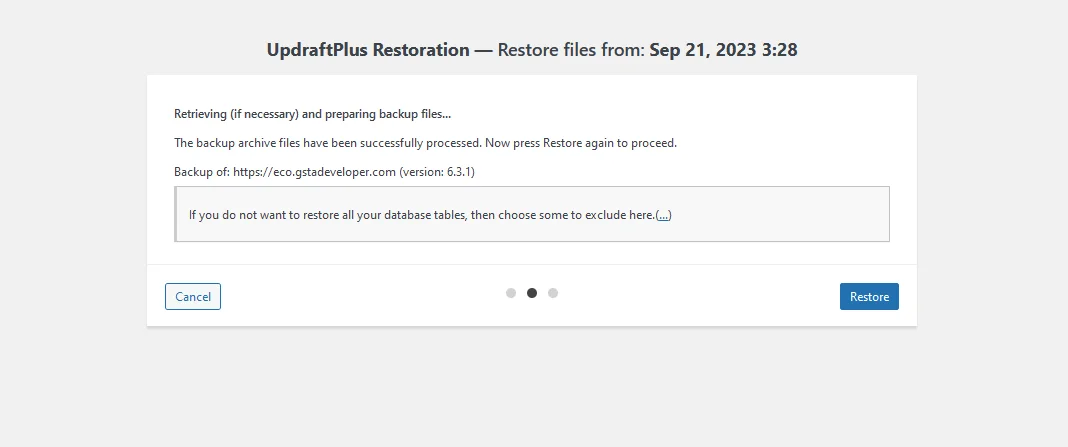 UpdraftPlus Restoration — Restore files from: Sep 21, 2023 3:28
Retrieving (if necessary) and preparing backup files...
The backup archive files have been successfully processed. Now press Restore again to proceed.
Backup of: https://eco.gstadeveloper.com (version: 6.3.1)
If you do not want to restore all your database tables, then choose some to exclude here.(...)
Cancel
Restore